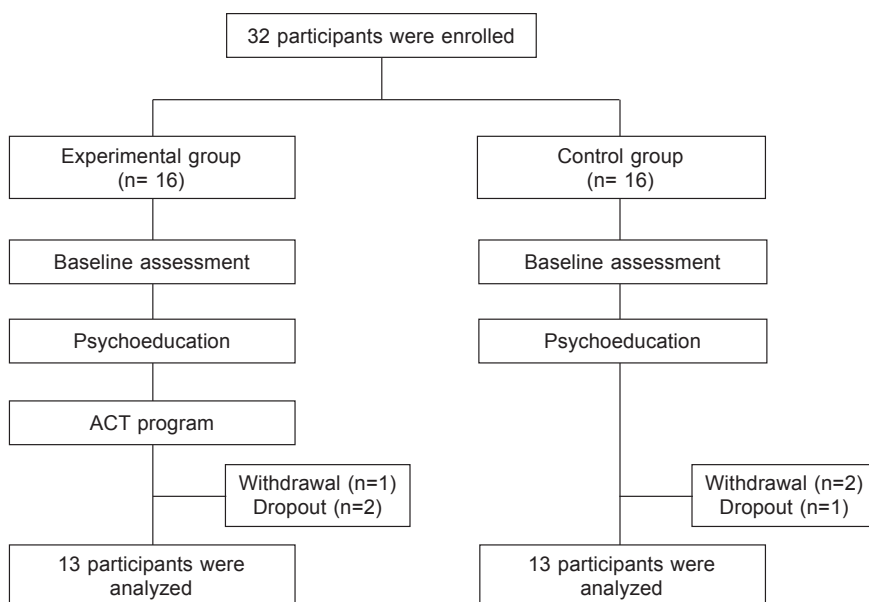 32 participants were enrolled
Experimental group
(n= 16)
Control group
(n= 16)
Baseline assessment
Baseline assessment
Psychoeducation
Psychoeducation
ACT program
Withdrawal (n=1)
Dropout (n=2)
Withdrawal (n=2)
Dropout (n=1)
13 participants were
analyzed
13 participants were
analyzed